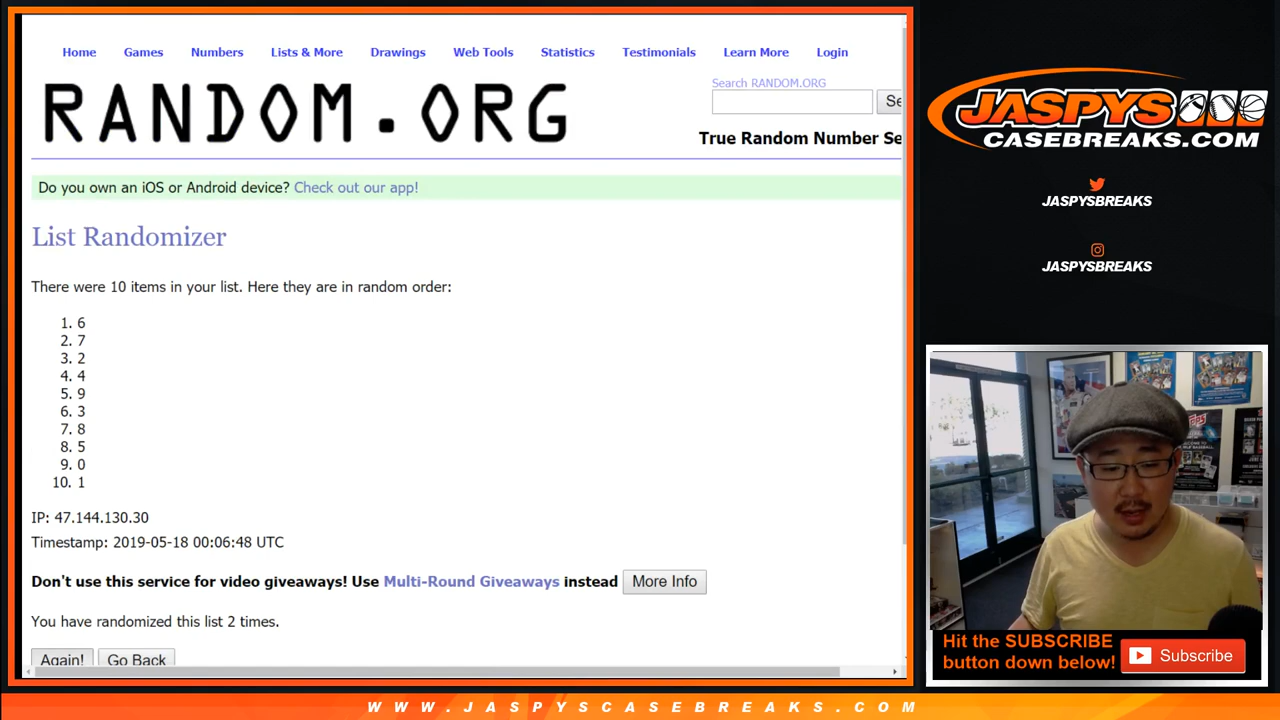 Home Games Numbers Lists & More Drawings Web Tools Statistics Testimonials Learn More Login
RANDOM.ORG
Search RANDOM.ORG
Se
True Random Number Se
Do you own an iOS or Android device? Check out our app!
List Randomizer
There were 10 items in your list. Here they are in random order:
1. 6
2. 7
3. 2
4. 4
5. 9
6. 3
7. 8
8. 5
9. 0
10. 1
IP: 47.144.130.30
Timestamp: 2019-05-18 00:06:48 UTC
Don't use this service for video giveaways! Use Multi-Round Giveaways instead More Info
You have randomized this list 2 times.
Again! Go Back
JASPYS
CASEBREAKS.COM
JASPYSBREAKS
JASPYSBREAKS
TOPPS
Hit the SUBSCRIBE
button down below!
Subscribe
WWW.JASPYSCASEBREAKS.COM